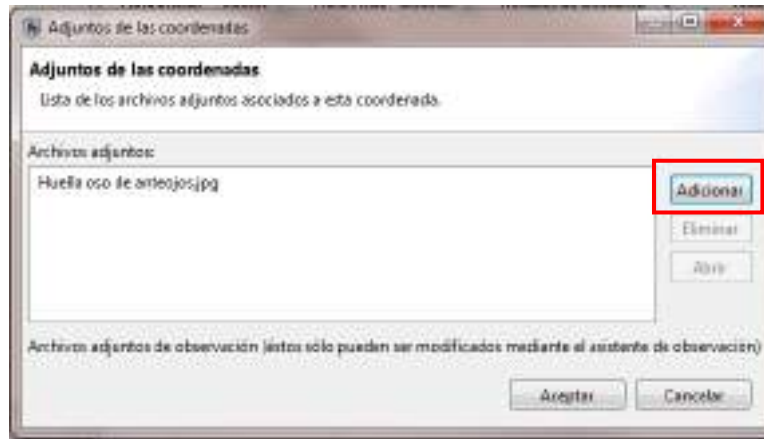 Adjuntos de las coordenadas
Adjuntos de las coordenadas
Lista de los archivos adjuntos asociados a esta coordenada.
Archivos adjuntos:
Huella oso de anteojos.jpg
Adicionar
Eliminar
Abrir
Archivos adjuntos de observación (éstos sólo pueden ser modificados mediante el asistente de observación)
Aceptar
Cancelar